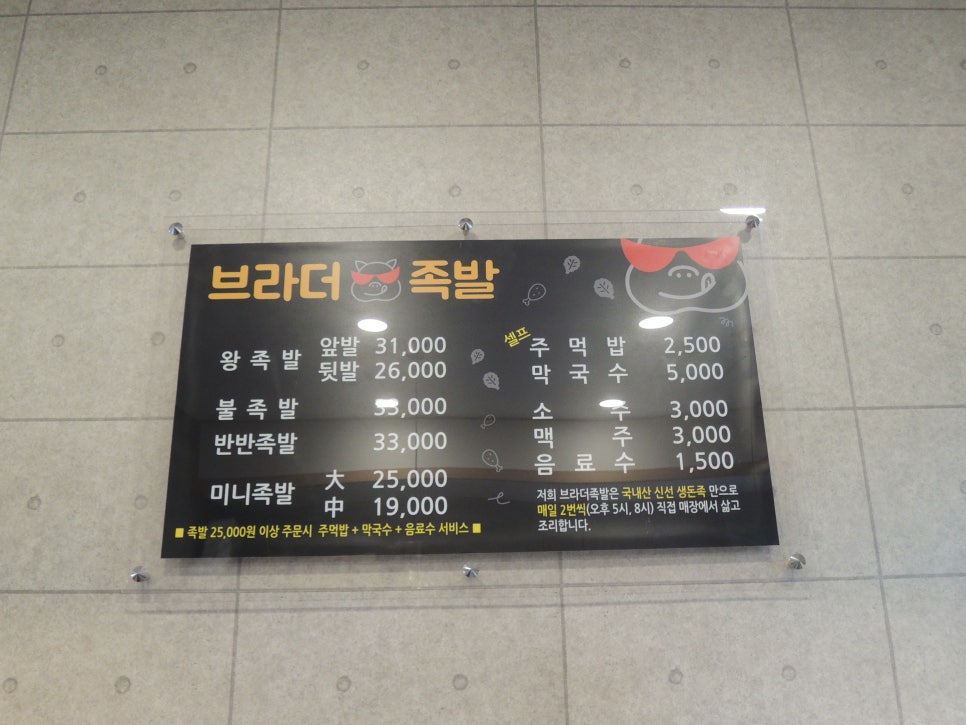 브라더 족발
왕족발 앞발 31,000
뒷발 26,000
불족발 33,000
반반족발 33,000
미니족발 大 25,000
中 19,000
■ 족발 25,000원 이상 주문시 주먹밥 + 막국수 + 음료수 서비스 ■
셀프 주먹밥 2,500
막국수 5,000
소주 3,000
맥주 3,000
음료수 1,500
저희 브라더족발은 국내산 신선 생돈족 만으로
매일 2번씩(오후 5시, 8시) 직접 매장에서 삶고
조리합니다.